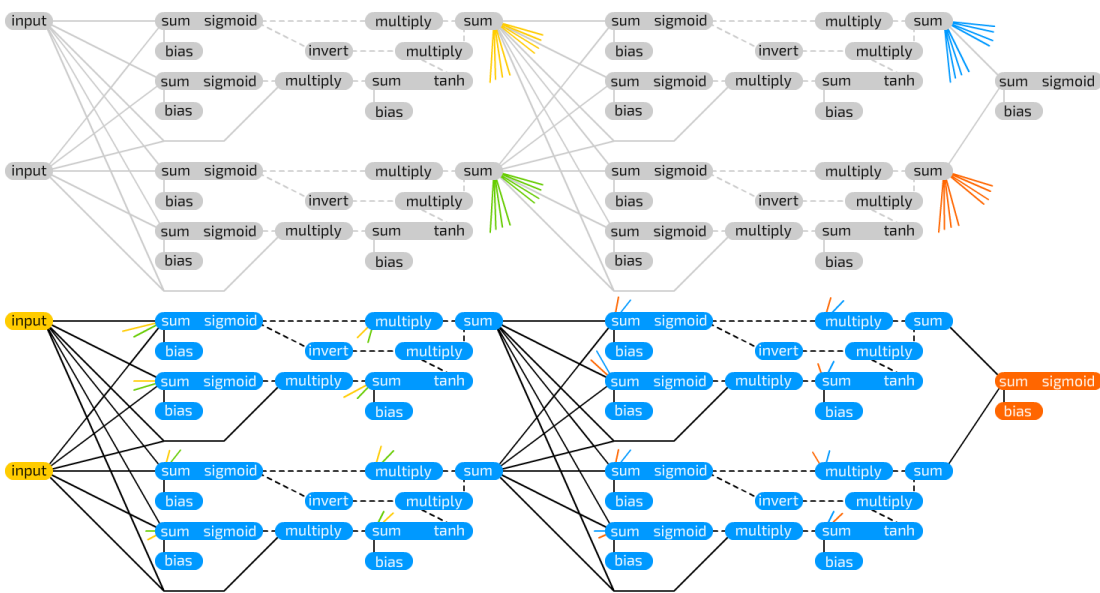 input sum sigmoid multiply sum sum sigmoid multiply sum
bias invert multiply bias invert multiply
sum sigmoid multiply sum tanh sum sigmoid multiply sum tanh sum sigmoid
bias bias bias bias bias
input sum sigmoid multiply sum sum sigmoid multiply sum
bias invert multiply bias invert multiply
sum sigmoid multiply sum tanh sum sigmoid multiply sum tanh
bias bias bias bias
input sum sigmoid multiply sum sum sigmoid multiply sum
bias invert multiply bias invert multiply
sum sigmoid multiply sum tanh sum sigmoid multiply sum tanh sum sigmoid
bias bias bias bias bias
input sum sigmoid multiply sum sum sigmoid multiply sum
bias invert multiply bias invert multiply
sum sigmoid multiply sum tanh sum sigmoid multiply sum tanh
bias bias bias bias